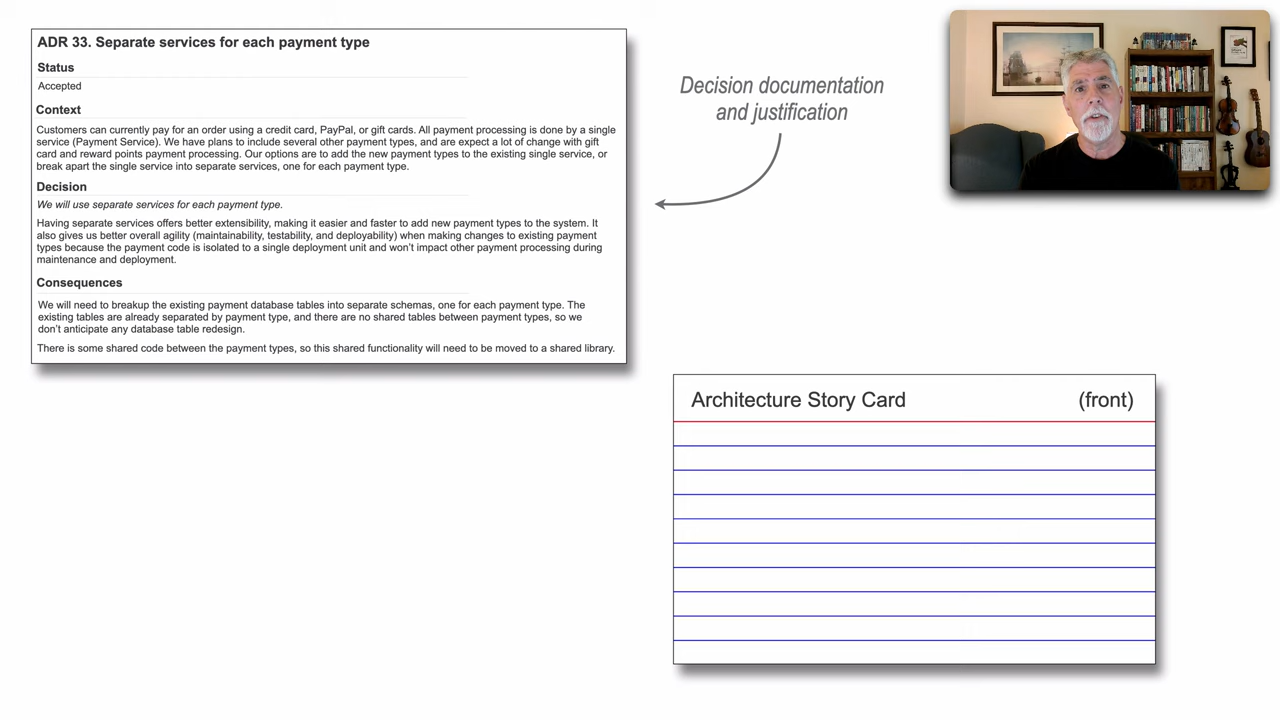 ADR 33. Separate services for each payment type
Status
Accepted
Context
Customers can currently pay for an order using a credit card, PayPal, or gift cards. All payment processing is done by a single
service (Payment Service). We have plans to include several other payment types, and are expect a lot of change with gift
card and reward points payment processing. Our options are to add the new payment types to the existing single service, or
break apart the single service into separate services, one for each payment type.
Decision
We will use separate services for each payment type.
Having separate services offers better extensibility, making it easier and faster to add new payment types to the system. It
also gives us better overall agility (maintainability, testability, and deployability) when making changes to existing payment
types because the payment code is isolated to a single deployment unit and won't impact other payment processing during
maintenance and deployment.
Consequences
We will need to breakup the existing payment database tables into separate schemas, one for each payment type. The
existing tables are already separated by payment type, and there are no shared tables between payment types, so we
don't anticipate any database table redesign.
There is some shared code between the payment types, so this shared functionality will need to be moved to a shared library.
Decision documentation
and justification
Architecture Story Card (front)